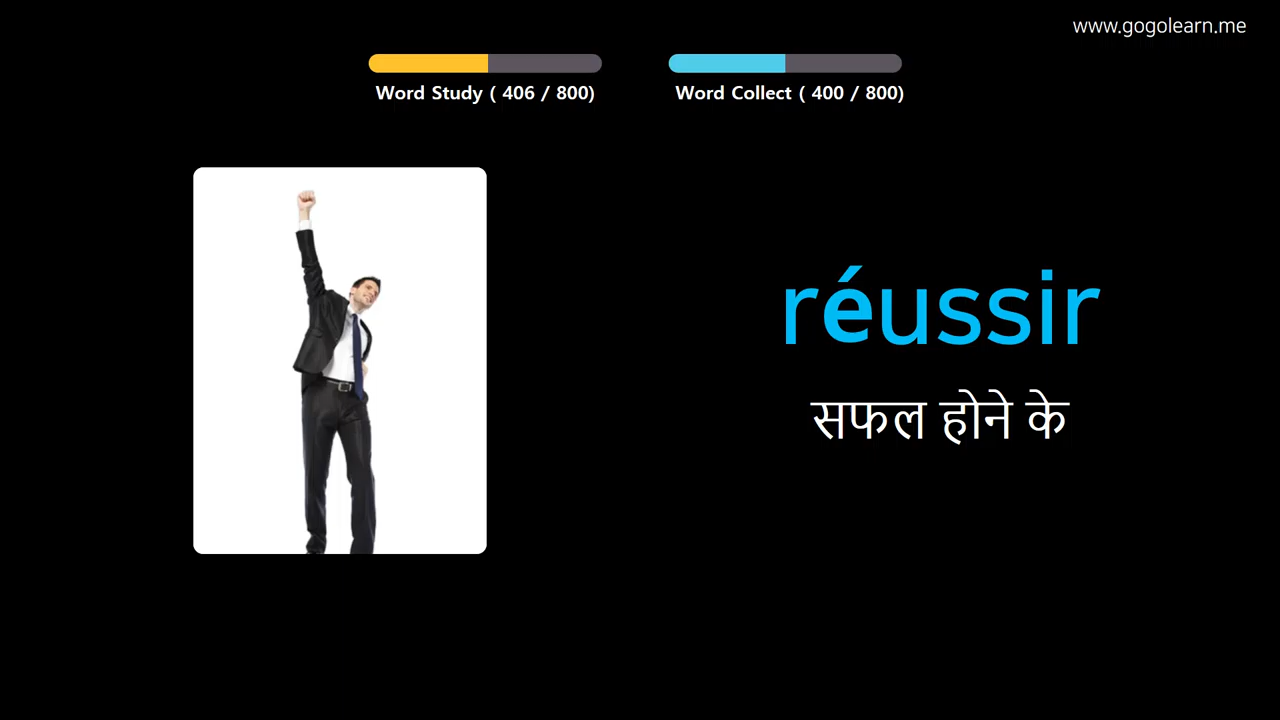 www.gogolearn.me
Word Study ( 406 / 800)
Word Collect ( 400 / 800)
réussir
सफल होने के